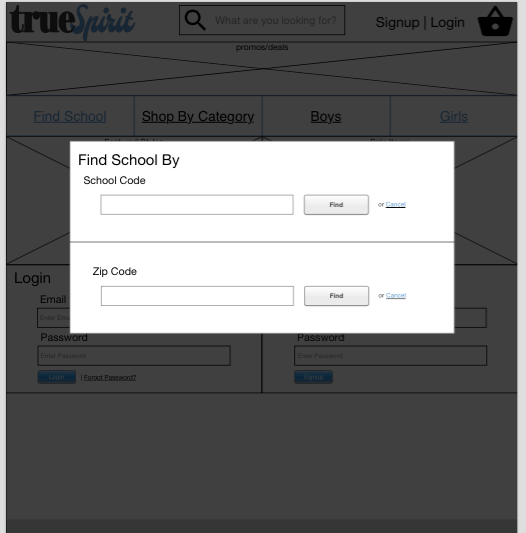 trueSpirit
What are you looking for?
Signup | Login
promos/deals
Find School
Shop By Category
Boys
Girls
Find School By
School Code
Find
or Cancel
Zip Code
Find
or Cancel
Login
Email
Enter
Password
Password
Enter Password
Enter Password
Login
| Forgot Password?
Signup